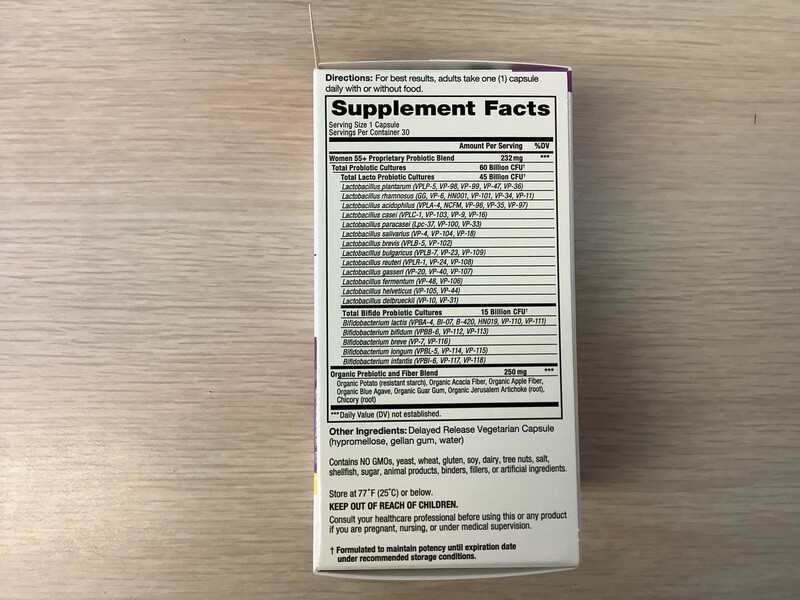 Directions: For best results, adults take one (1) capsule
daily with or without food.
Supplement Facts
Serving Size 1 Capsule
Servings Per Container 30
Amount Per Serving %DV
Women 55+ Proprietary Probiotic Blend 232 mg ***
Total Probiotic Cultures 60 Billion CFU†
Total Lacto Probiotic Cultures 45 Billion CFU†
Lactobacillus plantarum (VPLP-5, VP-98, VP-99, VP-47, VP-36)
Lactobacillus rhamnosus (GG, VP-6, HN001, VP-101, VP-34, VP-11)
Lactobacillus acidophilus (VPLA-4, NCFM, VP-96, VP-35, VP-97)
Lactobacillus casei (VPLC-1, VP-103, VP-9, VP-16)
Lactobacillus paracasei (Lpc-37, VP-100, VP-33)
Lactobacillus salivarius (VP-4, VP-104, VP-18)
Lactobacillus brevis (VPLB-5, VP-102)
Lactobacillus bulgaricus (VPLB-7, VP-23, VP-109)
Lactobacillus reuteri (VPLR-1, VP-24, VP-108)
Lactobacillus gasseri (VP-20, VP-40, VP-107)
Lactobacillus fermentum (VP-48, VP-106)
Lactobacillus helveticus (VP-105, VP-44)
Lactobacillus delbrueckii (VP-10, VP-31)
Total Bifido Probiotic Cultures 15 Billion CFU†
Bifidobacterium lactis (VPBA-4, BI-07, B-420, HN019, VP-110, VP-111)
Bifidobacterium bifidum (VPBB-6, VP-112, VP-113)
Bifidobacterium breve (VP-7, VP-116)
Bifidobacterium longum (VPBL-5, VP-114, VP-115)
Bifidobacterium infantis (VPBI-6, VP-117, VP-118)
Organic Prebiotic and Fiber Blend 250 mg ***
Organic Potato (resistant starch), Organic Acacia Fiber, Organic Apple Fiber,
Organic Blue Agave, Organic Guar Gum, Organic Jerusalem Artichoke (root),
Chicory (root)
***Daily Value (DV) not established.
Other Ingredients: Delayed Release Vegetarian Capsule
(hypromellose, gellan gum, water)
Contains NO GMOs, yeast, wheat, gluten, soy, dairy, tree nuts, salt,
shellfish, sugar, animal products, binders, fillers, or artificial ingredients.
Store at 77˚F (25˚C) or below.
KEEP OUT OF REACH OF CHILDREN.
Consult your healthcare professional before using this or any product
if you are pregnant, nursing, or under medical supervision.
† Formulated to maintain potency until expiration date
under recommended storage conditions.